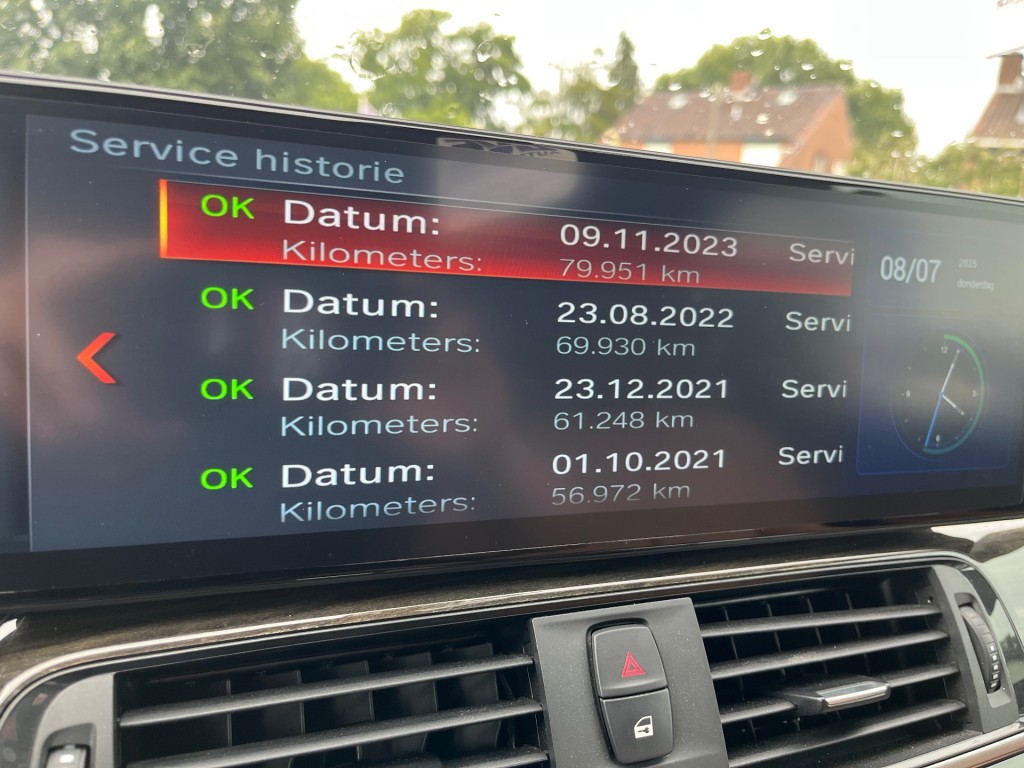 Service historie
OK Datum: 09.11.2023 Servi
Kilometers: 79.951 km
OK Datum: 23.08.2022 Servi
Kilometers: 69.930 km
OK Datum: 23.12.2021 Servi
Kilometers: 61.248 km
OK Datum: 01.10.2021 Servi
Kilometers: 56.972 km
08/07
donderdag
12